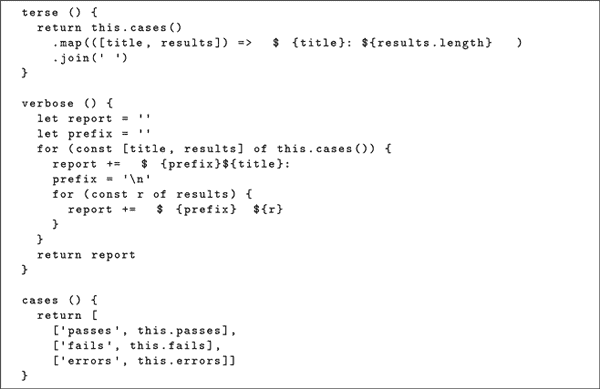 terse () {
  return this.cases()
    .map(([title, results]) =>  $ {title}: ${results.length}   )
    .join(' ')
}

verbose () {
  let report = ''
  let prefix = ''
  for (const [title, results] of this.cases()) {
    report +=  $ {prefix}${title}:
    prefix = '\n'
    for (const r of results) {
      report +=  $ {prefix}  ${r}
    }
  }
  return report
}

cases () {
  return [
    ['passes', this.passes],
    ['fails', this.fails],
    ['errors', this.errors]]
}